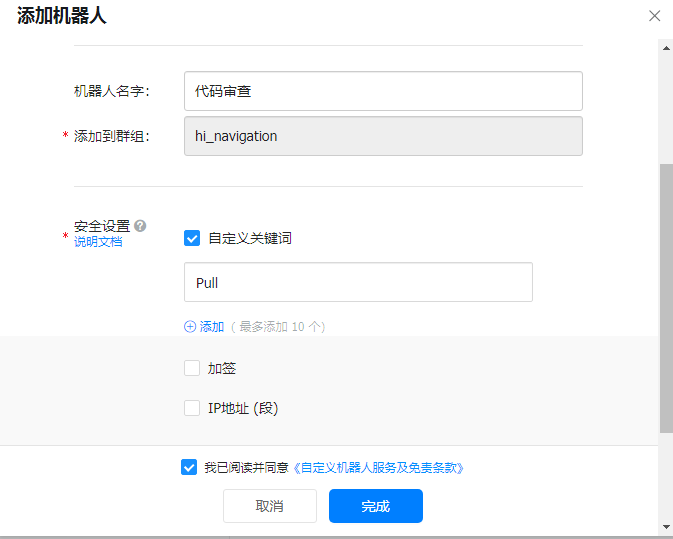 添加机器人
机器人名字：
代码审查
* 添加到群组：
hi_navigation
安全设置 ?
* 说明文档
自定义关键词
Pull
添加 ( 最多添加 10 个)
加签
IP地址 (段)
我已阅读并同意《自定义机器人服务及免责条款》
取消
完成